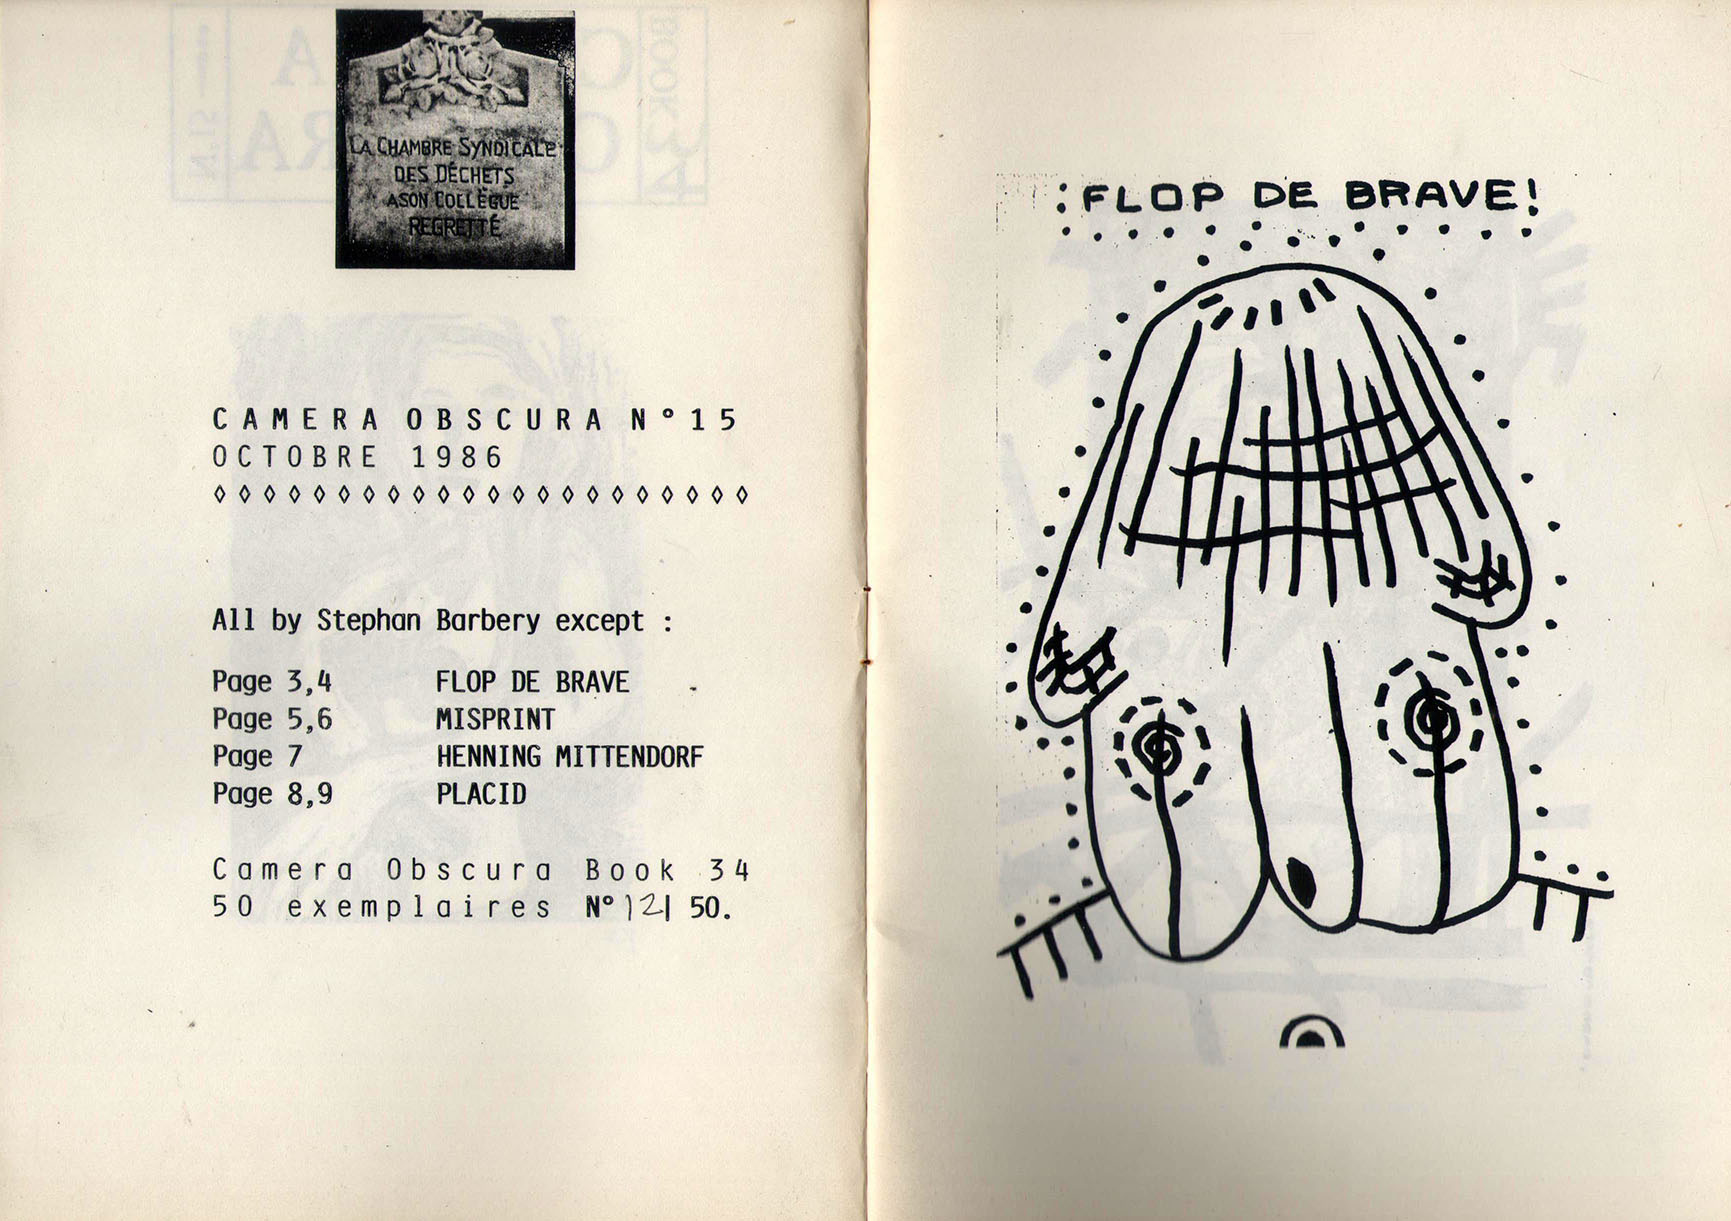 LA CHAMBRE SYNDICALE
DES DÉCHETS
A SON COLLÈGUE
REGRETTÉ
CAMERA OBSCURA N°15
OCTOBRE 1986
All by Stephan Barbery except :
Page 3,4 FLOP DE BRAVE
Page 5,6 MISPRINT
Page 7 HENNING MITTENDORF
Page 8,9 PLACID
Camera Obscura Book 34
50 exemplaires N° 12/ 50.
: FLOP DE BRAVE!